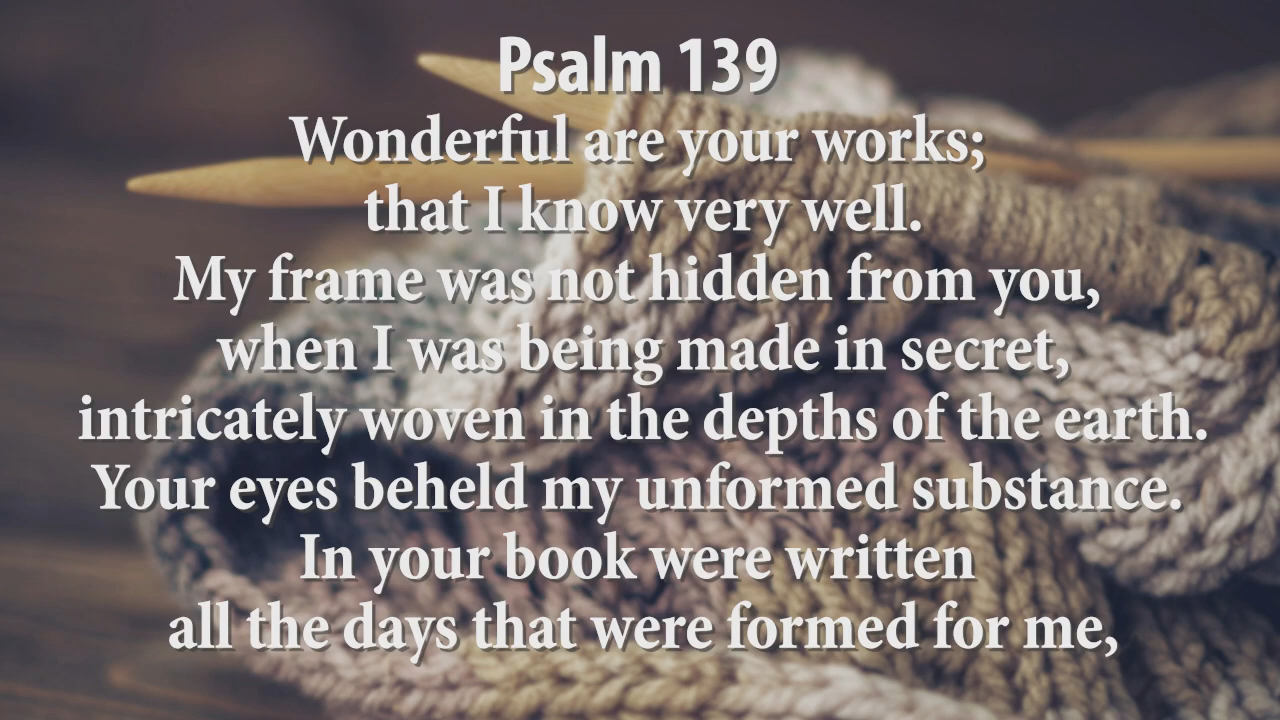 Psalm 139
Wonderful are your works;
that I know very well.
My frame was not hidden from you,
when I was being made in secret,
intricately woven in the depths of the earth.
Your eyes beheld my unformed substance.
In your book were written
all the days that were formed for me,